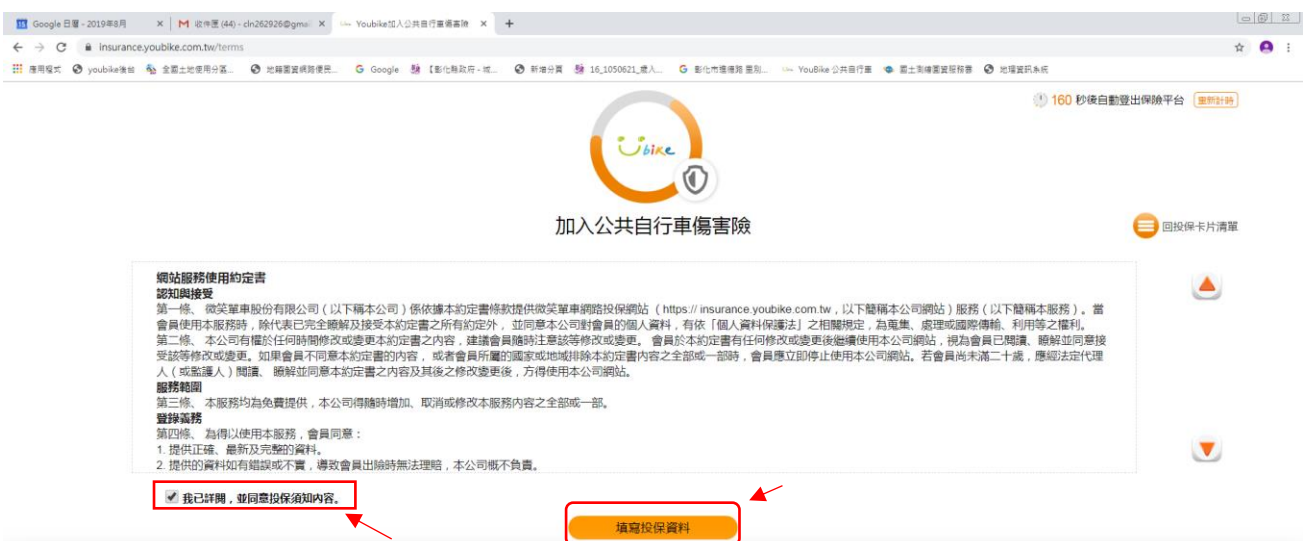 Google 日曆 - 2019年8月
收件匣 (44) - cln262926@gmai
Youbike加入公共自行車傷害險
insurance.youbike.com.tw/terms
應用程式
youbike後台
全國土地使用分區...
地籍圖資網路便民...
Google
【彰化縣政府 - 城...
新增分頁
16_1050621_歲入...
YouBike 公共自行車
國土測繪圖資服務雲
地理資訊系統
160 秒後自動登出保險平台
重新計時
Ubike
加入公共自行車傷害險
回投保卡片清單
網站服務使用約定書
認知與接受
第一條、 微笑單車股份有限公司 ( 以下稱本公司 ) 係依據本約定書條款提供微笑單車網路投保網站 ( https:// insurance.youbike.com.tw , 以下簡稱本公司網站 ) 服務 ( 以下簡稱本服務 ) 。當
會員使用本服務時 , 除代表已完全瞭解及接受本約定書之所有約定外 , 並同意本公司對會員的個人資料 , 有依「個人資料保護法」之相關規定 , 為蒐集、處理或國際傳輸、利用等之權利。
第二條、 本公司有權於任何時間修改或變更本約定書之內容 , 建議會員隨時注意該等修改或變更。 會員於本約定書有任何修改或變更後繼續使用本公司網站 , 視為會員已閱讀、瞭解並同意接
受該等修改或變更。如果會員不同意本約定書的內容 , 或者會員所屬的國家或地域排除本約定書內容之全部或一部時 , 會員應立即停止使用本公司網站。若會員尚未滿二十歲 , 應經法定代理
人 ( 或監護人 ) 閱讀、 瞭解並同意本約定書之內容及其後之修改變更後 , 方得使用本公司網站。
服務範圍
第三條、 本服務均為免費提供 , 本公司得隨時增加、取消或修改本服務內容之全部或一部。
登錄義務
第四條、 為得以使用本服務 , 會員同意 :
1. 提供正確、最新及完整的資料。
2. 提供的資料如有錯誤或不實 , 導致會員出險時無法理賠 , 本公司概不負責。
我已詳閱 , 並同意投保須知內容。
填寫投保資料